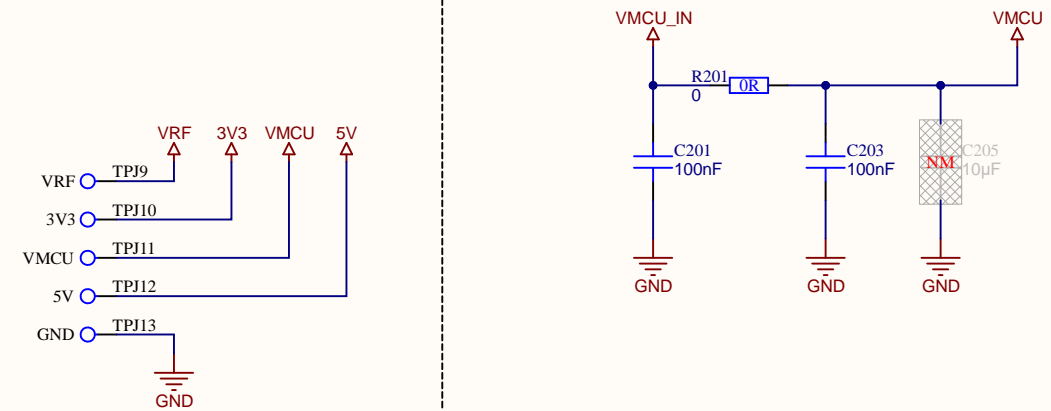 VMCU_IN
VMCU
R201
0R
0
VRF
3V3
VMCU
5V
C201
100nF
C203
100nF
NM
C205
10µF
VRF
TPJ9
3V3
TPJ10
VMCU
TPJ11
5V
TPJ12
GND
TPJ13
GND
GND
GND
GND